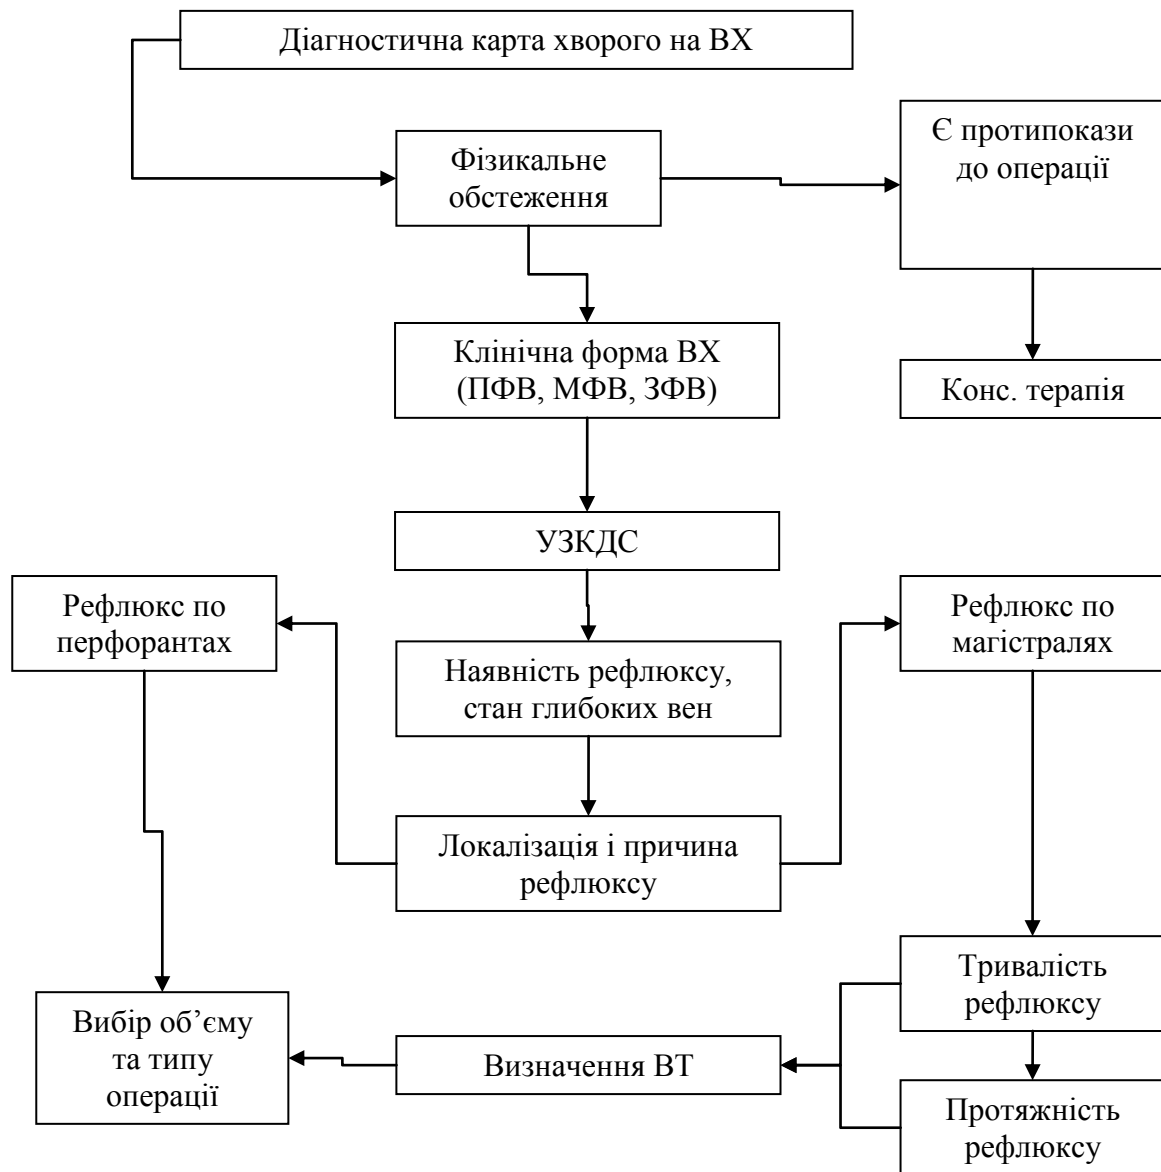 Діагностична карта хворого на ВХ
Є протипокази
до операції
Фізикальне
обстеження
Клінічна форма ВХ
(ПФВ, МФВ, ЗФВ)
Конс. терапія
УЗКДС
Рефлюкс по
перфорантах
Рефлюкс по
магістралях
Наявність рефлюксу,
стан глибоких вен
Локалізація і причина
рефлюксу
Тривалість
рефлюксу
Вибір об’єму
та типу
операції
Визначення ВТ
Протяжність
рефлюксу